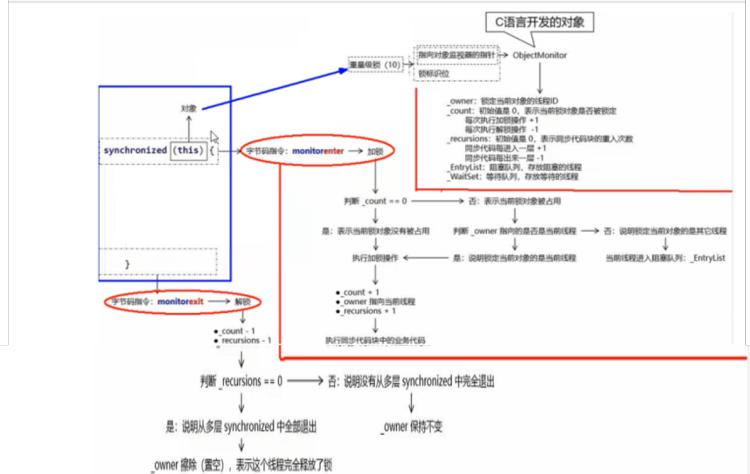 C语言开发的对象
重量级锁（10）
指向对象监视器的指针
ObjectMonitor
锁标识位
_owner：锁定当前对象的线程ID
_count：初始值是 0，表示当前锁对象是否被锁定
每次执行加锁操作 +1
每次执行解锁操作 -1
_recursions：初始值是 0，表示同步代码块的重入次数
同步代码每进入一层 +1
同步代码每出来一层 -1
_EntryList：阻塞队列，存放阻塞的线程
_WaitSet：等待队列，存放等待的线程
对象
synchronized (this) {
字节码指令：monitorenter
加锁
判断 _count == 0
否：表示当前锁对象被占用
是：表示当前锁对象没有被占用
判断 _owner 指向的是否是当前线程
否：说明锁定当前对象的是其它线程
执行加锁操作
是：说明锁定当前对象的是当前线程
当前线程进入阻塞队列：_EntryList
}
字节码指令：monitorexit
解锁
●_count + 1
●_owner 指向当前线程
●_recursions + 1
●_count - 1
●_recursions - 1
执行同步代码块中的业务代码
判断 _recursions == 0
否：说明没有从多层 synchronized 中完全退出
是：说明从多层 synchronized 中全部退出
_owner 保持不变
_owner 擦除（置空），表示这个线程完全释放了锁